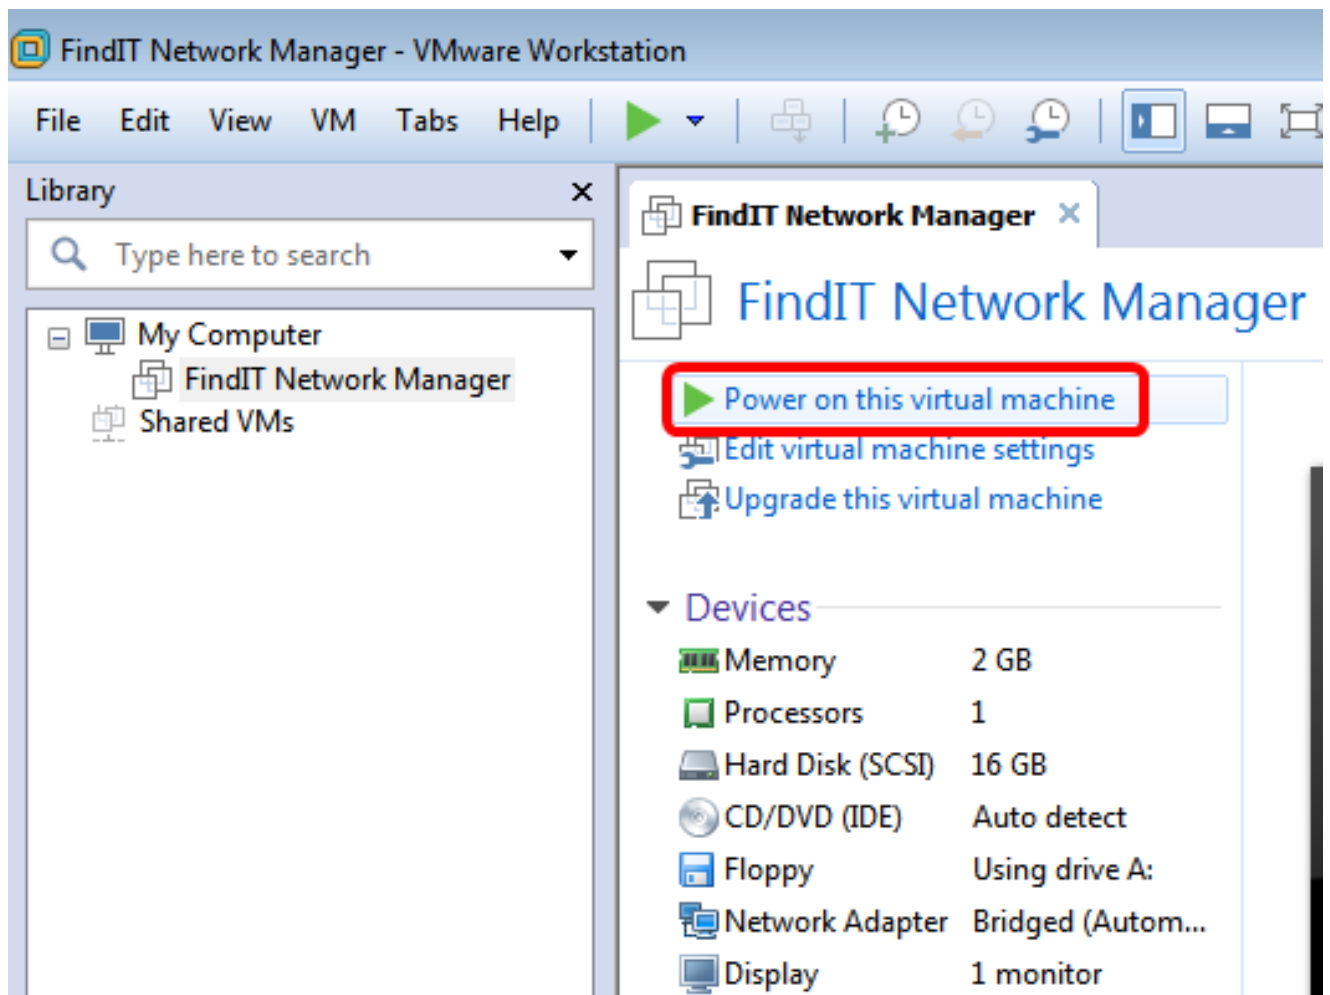 FindIT Network Manager - VMware Workstation
File Edit View VM Tabs Help
Library
Type here to search
My Computer
FindIT Network Manager
Shared VMs
FindIT Network Manager
FindIT Network Manager
Power on this virtual machine
Edit virtual machine settings
Upgrade this virtual machine
Devices
Memory 2 GB
Processors 1
Hard Disk (SCSI) 16 GB
CD/DVD (IDE) Auto detect
Floppy Using drive A:
Network Adapter Bridged (Autom...
Display 1 monitor